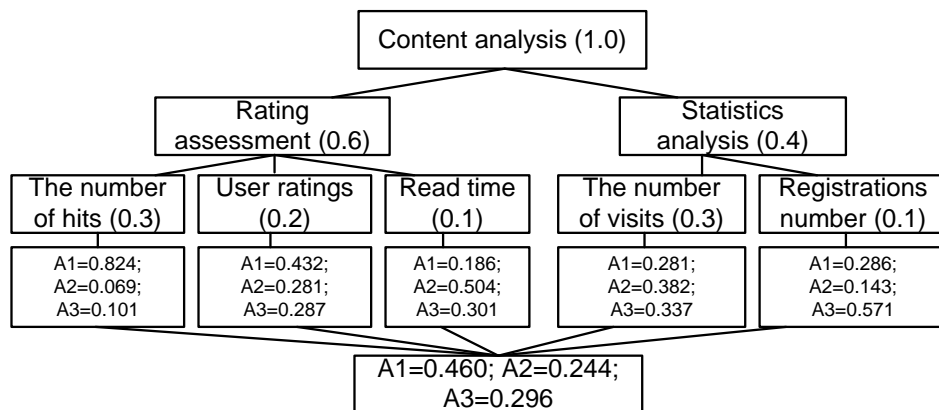 Content analysis (1.0)
Rating
assessment (0.6)
Statistics
analysis (0.4)
The number
of hits (0.3)
User ratings
(0.2)
Read time
(0.1)
The number
of visits (0.3)
Registrations
number (0.1)
A1=0.824;
A2=0.069;
A3=0.101
A1=0.432;
A2=0.281;
A3=0.287
A1=0.186;
A2=0.504;
A3=0.301
A1=0.281;
A2=0.382;
A3=0.337
A1=0.286;
A2=0.143;
A3=0.571
A1=0.460; A2=0.244;
A3=0.296